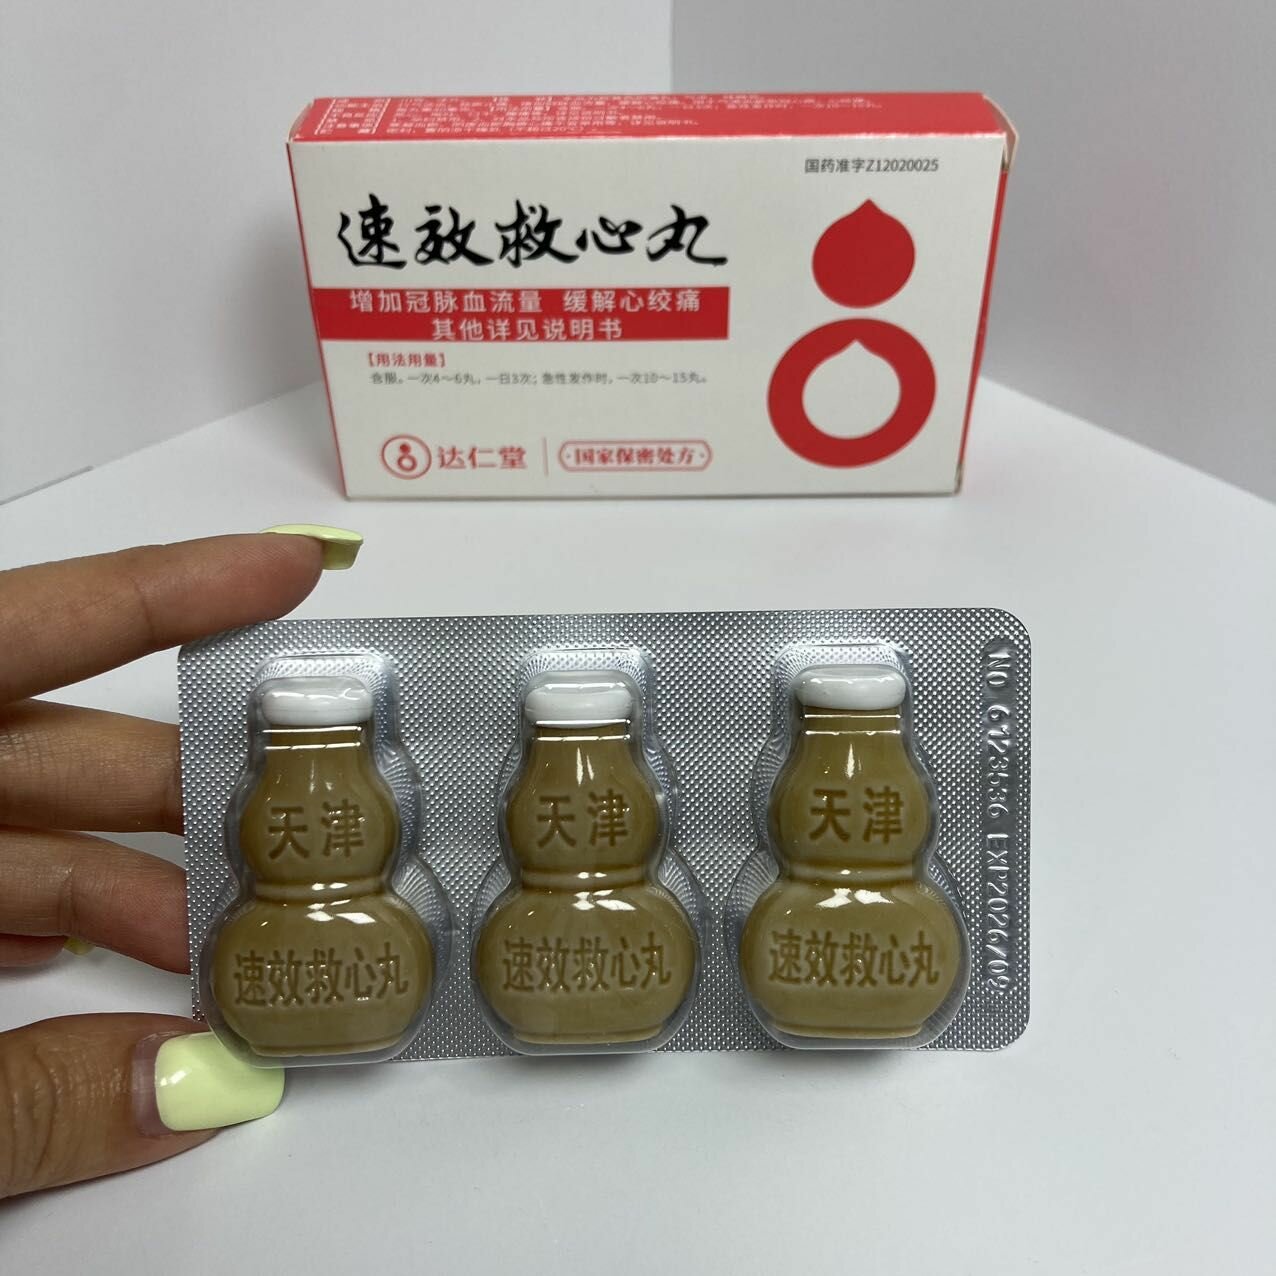 国药准字Z12020025
速效救心丸
增加冠脉血流量 缓解心绞痛
其他详见说明书
【用法用量】
含服。一次4～6丸，一日3次；急性发作时，一次10～15丸。
达仁堂
国家保密处方
天津
速效救心丸
天津
速效救心丸
天津
速效救心丸
NO 6123536 EXP2026/09